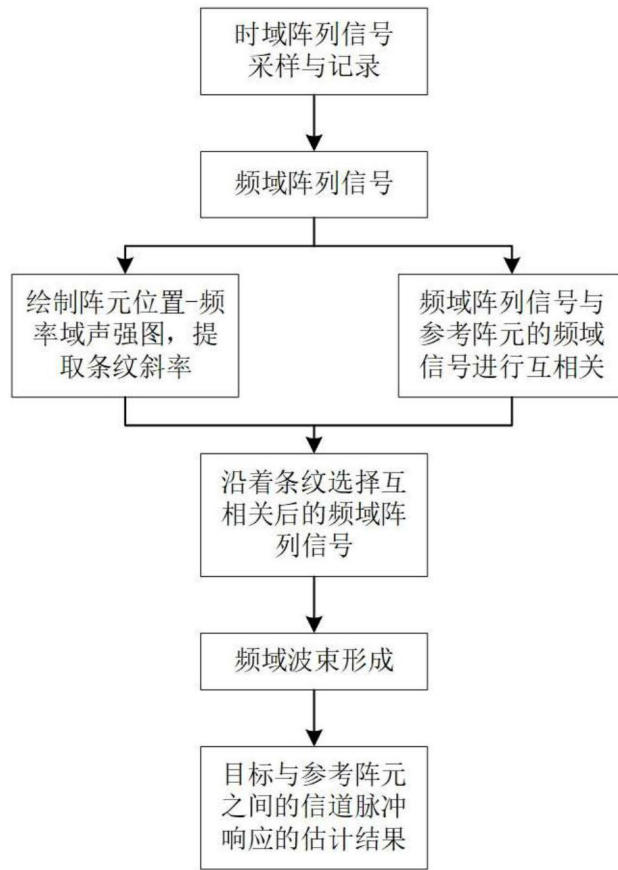 时域阵列信号
采样与记录
频域阵列信号
绘制阵元位置-频
率域声强图，提
取条纹斜率
频域阵列信号与
参考阵元的频域
信号进行互相关
沿着条纹选择互
相关后的频域阵
列信号
频域波束形成
目标与参考阵元
之间的信道脉冲
响应的估计结果